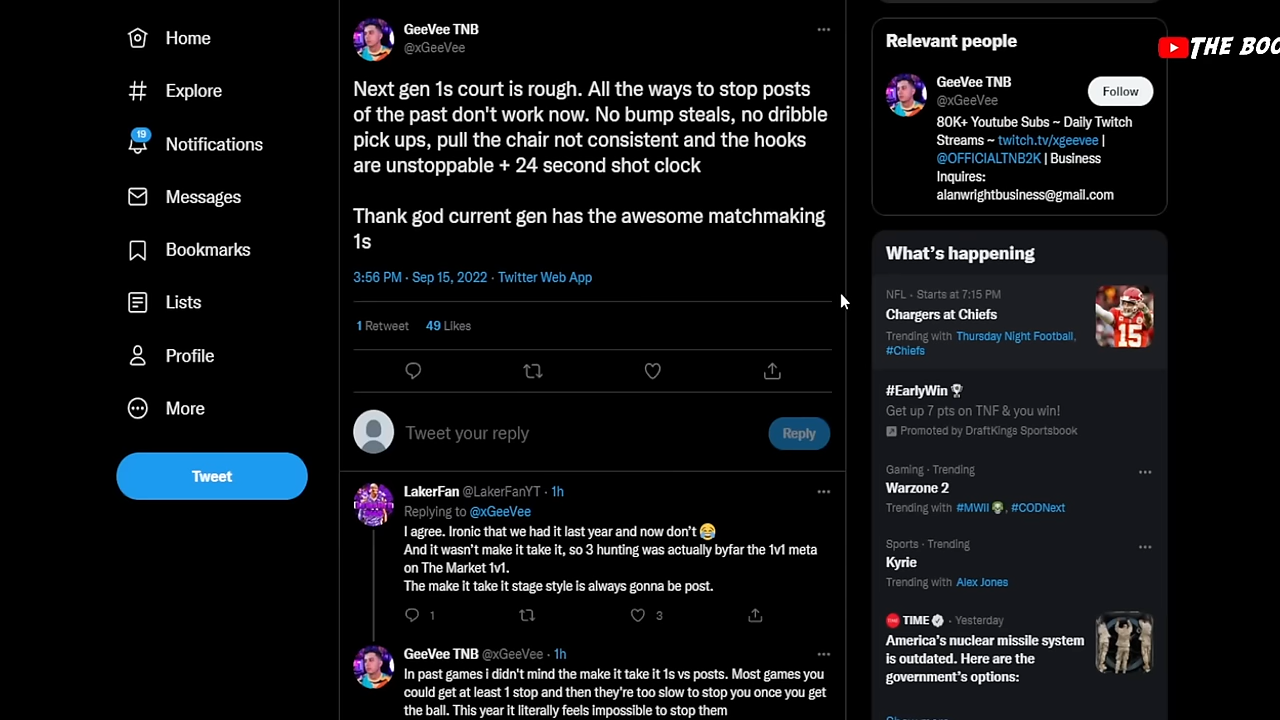 Home
Explore
19
Notifications
Messages
Bookmarks
Lists
Profile
More
Tweet
GeeVee TNB
@xGeeVee
Next gen 1s court is rough. All the ways to stop posts
of the past don't work now. No bump steals, no dribble
pick ups, pull the chair not consistent and the hooks
are unstoppable + 24 second shot clock
Thank god current gen has the awesome matchmaking
1s
3:56 PM · Sep 15, 2022 · Twitter Web App
1 Retweet 49 Likes
Tweet your reply
Reply
LakerFan @LakerFanYT · 1h
Replying to @xGeeVee
I agree. Ironic that we had it last year and now don't 😂
And it wasn't make it take it, so 3 hunting was actually byfar the 1v1 meta
on The Market 1v1.
The make it take it stage style is always gonna be post.
1 3
GeeVee TNB @xGeeVee · 1h
In past games i didn't mind the make it take it 1s vs posts. Most games you
could get at least 1 stop and then they're too slow to stop you once you get
the ball. This year it literally feels impossible to stop them
Relevant people
THE BOO
GeeVee TNB
@xGeeVee
Follow
80K+ Youtube Subs ~ Daily Twitch
Streams ~ twitch.tv/xgeevee |
@OFFICIALTNB2K | Business
Inquires:
alanwrightbusiness@gmail.com
What's happening
NFL · Starts at 7:15 PM
Chargers at Chiefs
Trending with Thursday Night Football,
#Chiefs
15
#EarlyWin 🏆
Get up 7 pts on TNF & you win!
Promoted by DraftKings Sportsbook
Gaming · Trending
Warzone 2
Trending with #MWII, #CODNext
Sports · Trending
Kyrie
Trending with Alex Jones
TIME · Yesterday
America's nuclear missile system
is outdated. Here are the
government's options: